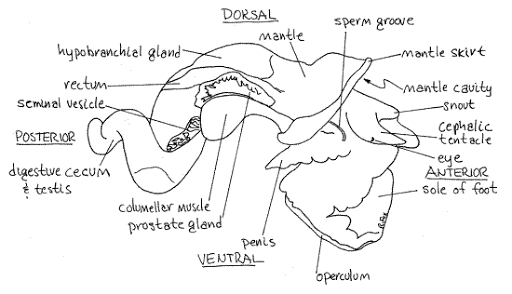 DORSAL
sperm groove
mantle
hypobranchial gland
mantle skirt
rectum
mantle cavity
seminal vesicle
snout
POSTERIOR
cephalic
tentacle
digestive cecum
& testis
eye
ANTERIOR
sole of foot
columellar muscle
prostate gland
penis
VENTRAL
operculum